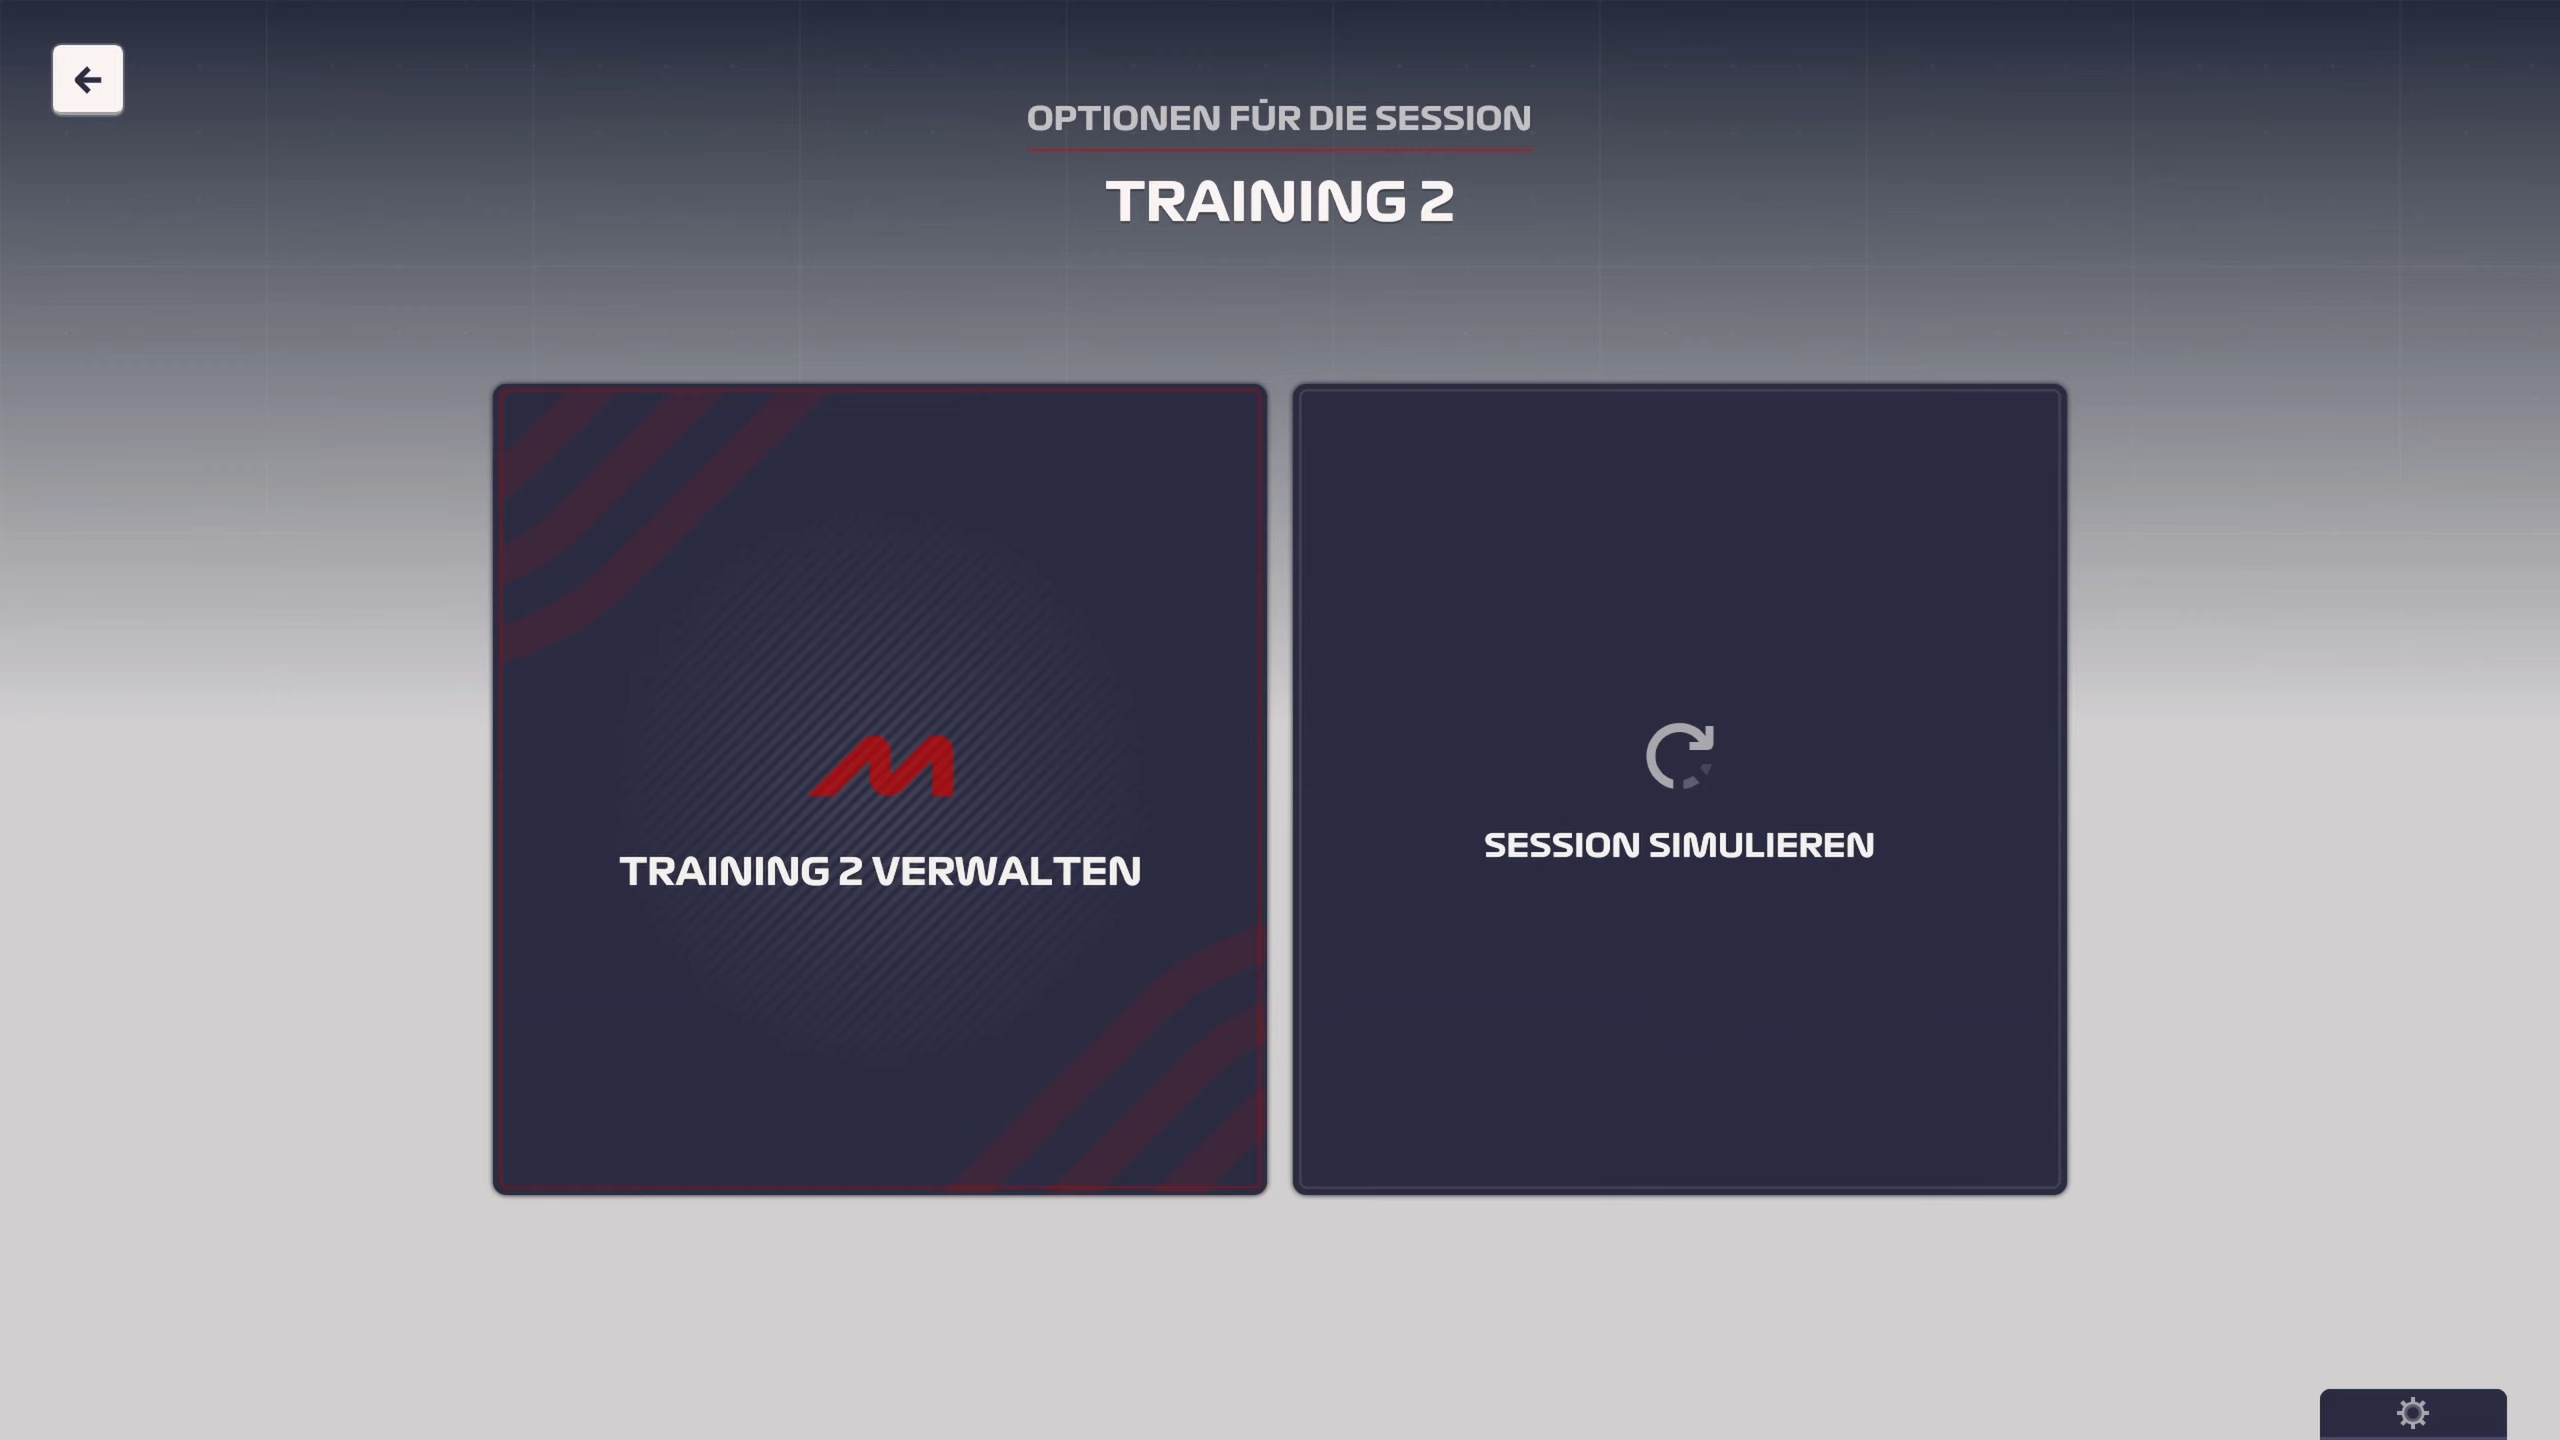 OPTIONEN FÜR DIE SESSION
TRAINING 2
TRAINING 2 VERWALTEN
SESSION SIMULIEREN